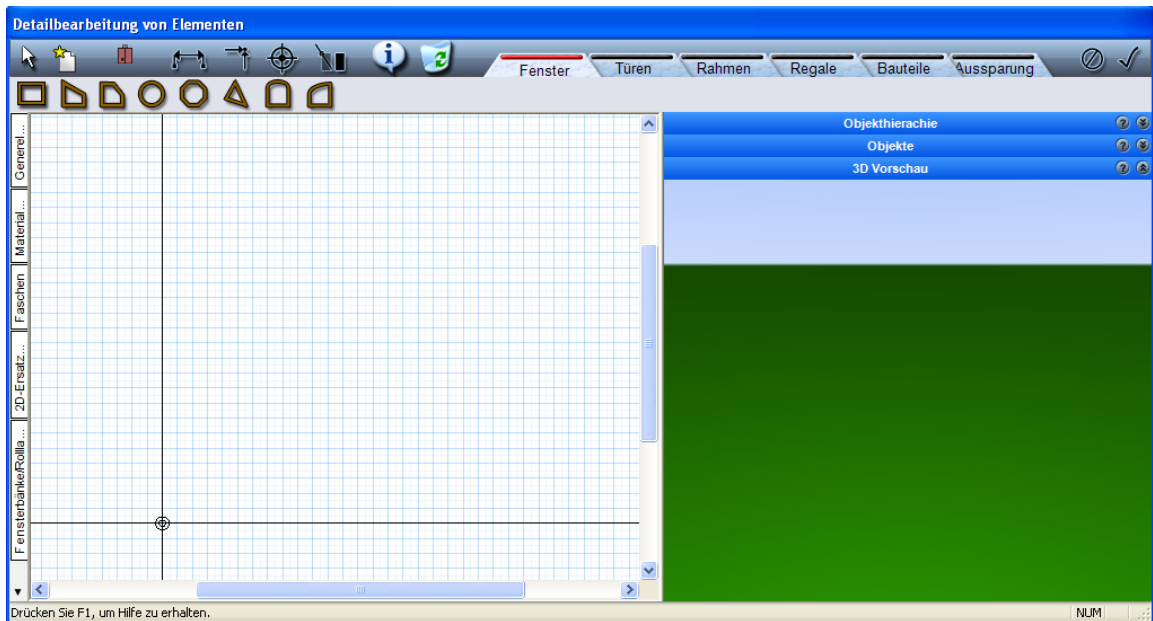 Detailbearbeitung von Elementen
Fenster
Türen
Rahmen
Regale
Bauteile
Aussparung
Generel...
Material...
Faschen
2D-Ersatz...
Fensterbänke/Rolla...
Objekthierachie
Objekte
3D Vorschau
Drücken Sie F1, um Hilfe zu erhalten.
NUM